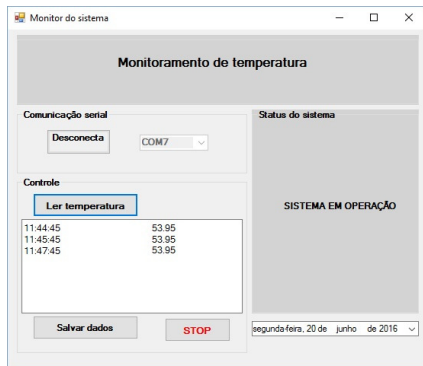 Monitor do sistema
Monitoramento de temperatura
Comunicação serial
Desconecta
COM7
Status do sistema
SISTEMA EM OPERAÇÃO
Controle
Ler temperatura
11:44:45 53.95
11:45:45 53.95
11:47:45 53.95
Salvar dados
STOP
segunda-feira, 20 de junho de 2016